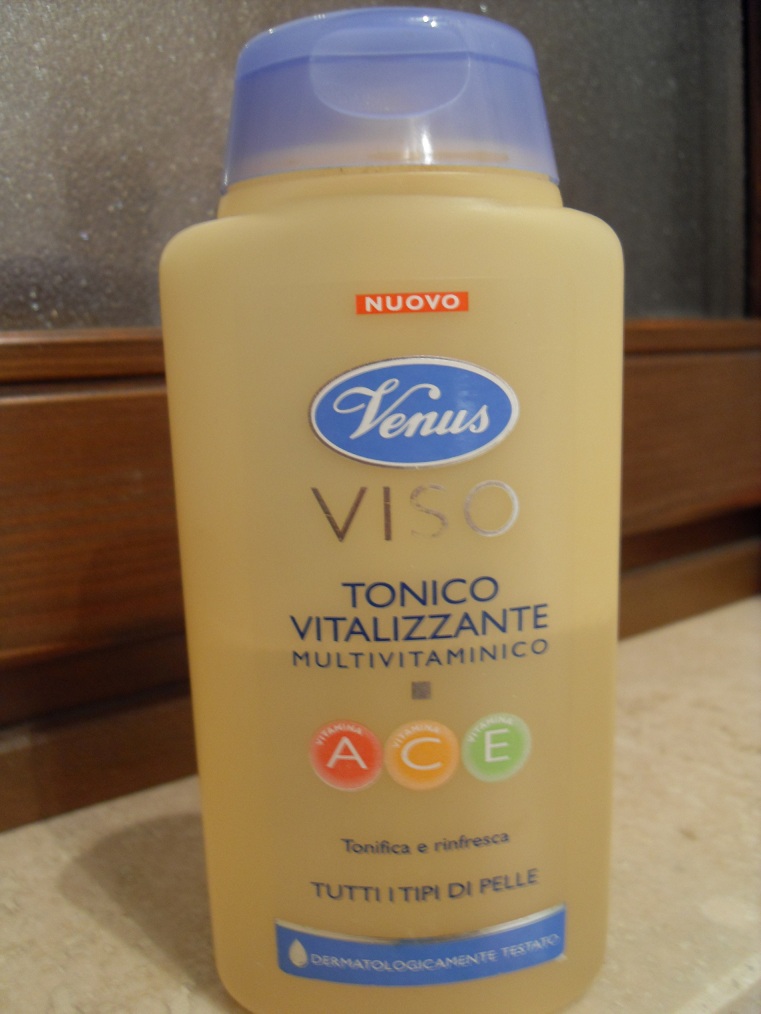 NUOVO
Venus
VISO
TONICO
VITALIZZANTE
MULTIVITAMINICO
VITAMINA VITAMINA VITAMINA
A C E
Tonifica e rinfresca
TUTTI I TIPI DI PELLE
DERMATOLOGICAMENTE TESTATO